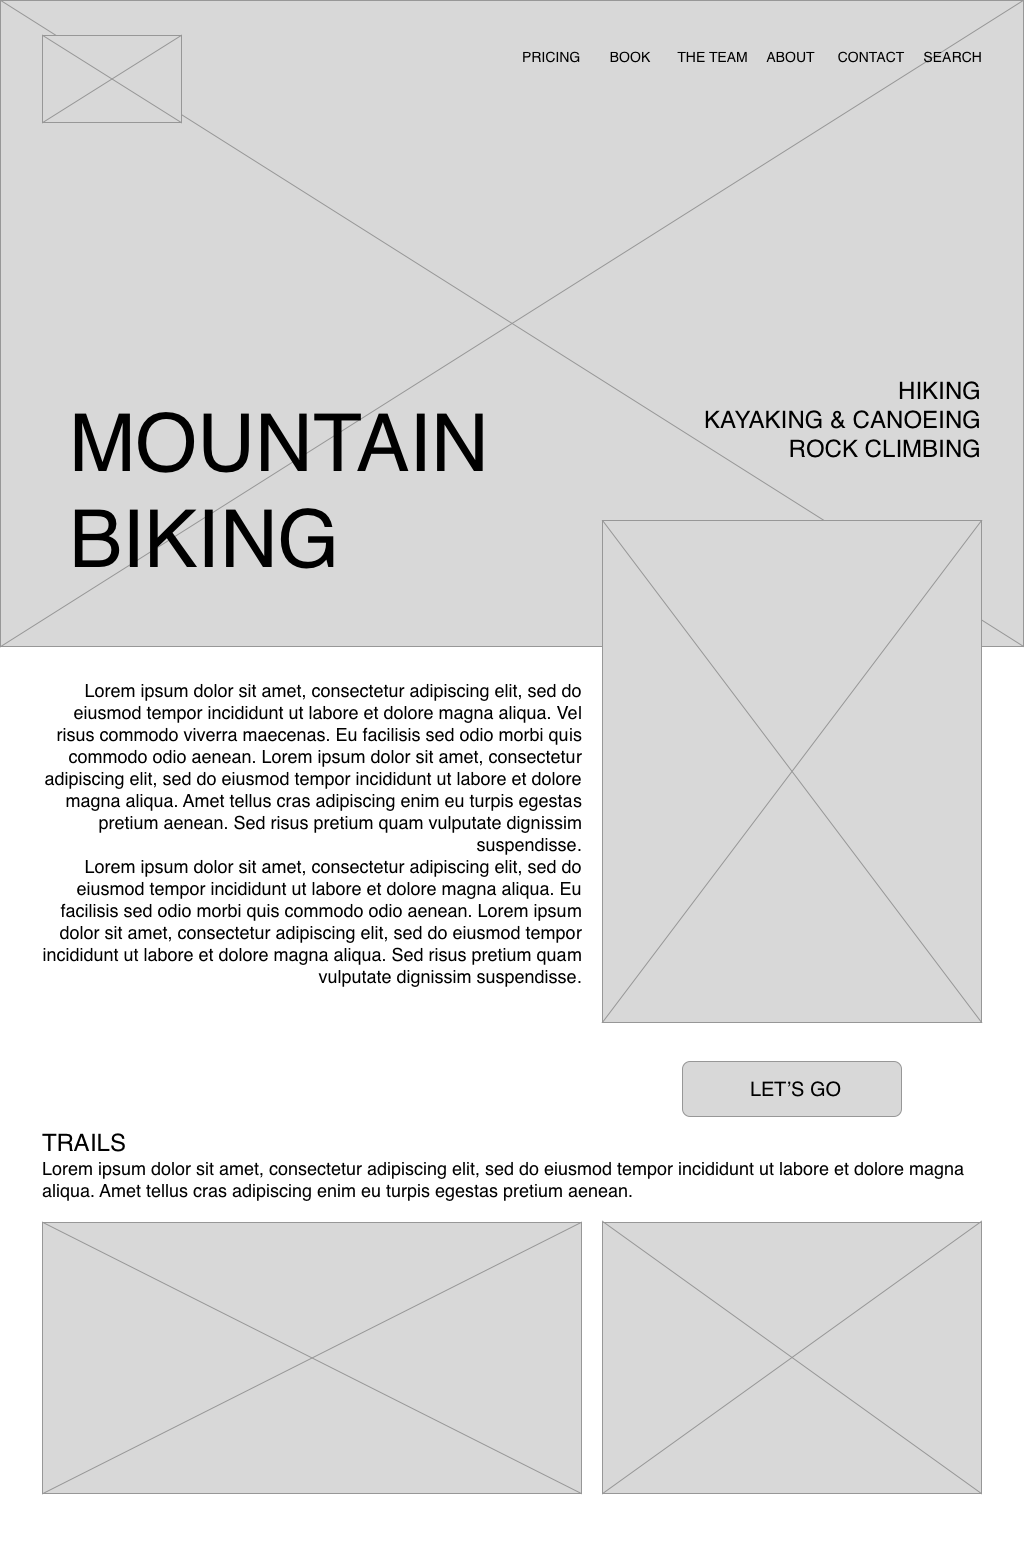 PRICING BOOK THE TEAM ABOUT CONTACT SEARCH
HIKING
KAYAKING & CANOEING
ROCK CLIMBING
MOUNTAIN
BIKING
Lorem ipsum dolor sit amet, consectetur adipiscing elit, sed do
eiusmod tempor incididunt ut labore et dolore magna aliqua. Vel
risus commodo viverra maecenas. Eu facilisis sed odio morbi quis
commodo odio aenean. Lorem ipsum dolor sit amet, consectetur
adipiscing elit, sed do eiusmod tempor incididunt ut labore et dolore
magna aliqua. Amet tellus cras adipiscing enim eu turpis egestas
pretium aenean. Sed risus pretium quam vulputate dignissim
suspendisse.
Lorem ipsum dolor sit amet, consectetur adipiscing elit, sed do
eiusmod tempor incididunt ut labore et dolore magna aliqua. Eu
facilisis sed odio morbi quis commodo odio aenean. Lorem ipsum
dolor sit amet, consectetur adipiscing elit, sed do eiusmod tempor
incididunt ut labore et dolore magna aliqua. Sed risus pretium quam
vulputate dignissim suspendisse.
LET’S GO
TRAILS
Lorem ipsum dolor sit amet, consectetur adipiscing elit, sed do eiusmod tempor incididunt ut labore et dolore magna
aliqua. Amet tellus cras adipiscing enim eu turpis egestas pretium aenean.